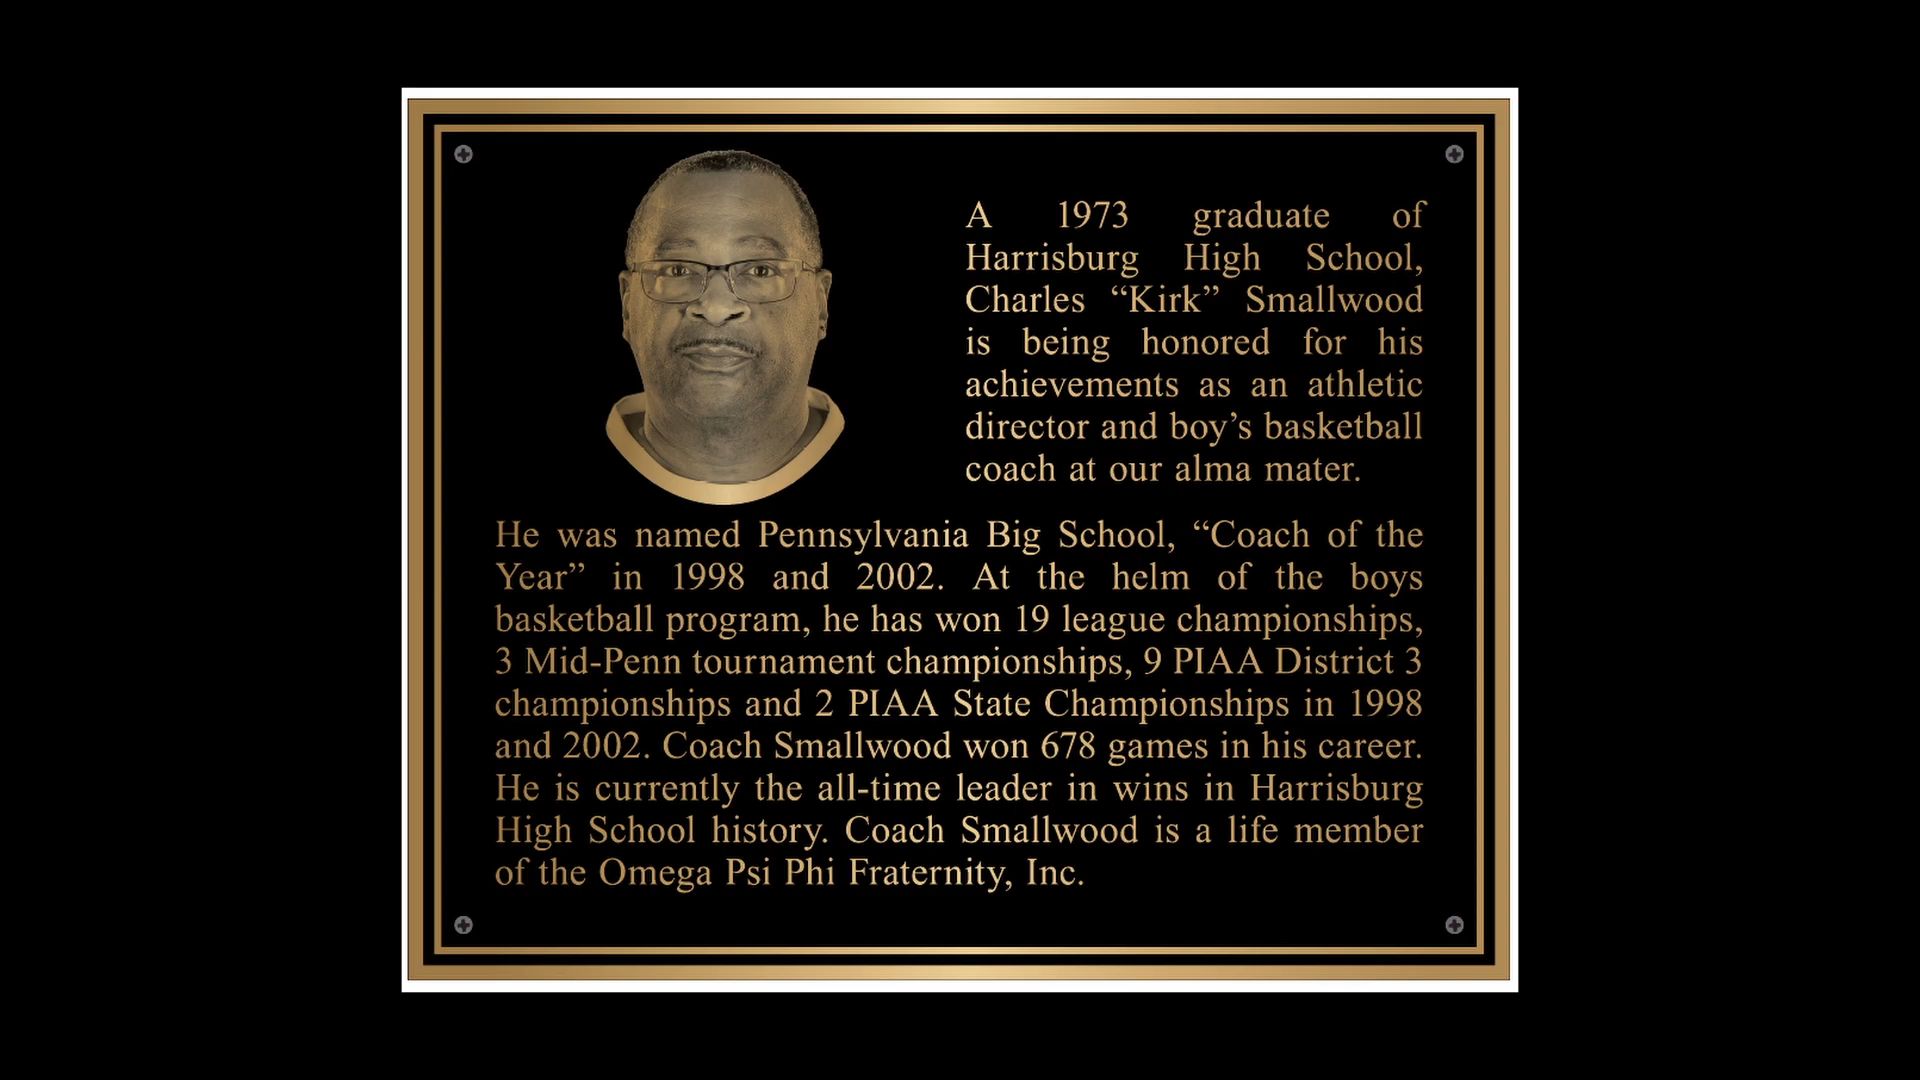 A 1973 graduate of
Harrisburg High School,
Charles “Kirk” Smallwood
is being honored for his
achievements as an athletic
director and boy’s basketball
coach at our alma mater.
He was named Pennsylvania Big School, “Coach of the
Year” in 1998 and 2002. At the helm of the boys
basketball program, he has won 19 league championships,
3 Mid-Penn tournament championships, 9 PIAA District 3
championships and 2 PIAA State Championships in 1998
and 2002. Coach Smallwood won 678 games in his career.
He is currently the all-time leader in wins in Harrisburg
High School history. Coach Smallwood is a life member
of the Omega Psi Phi Fraternity, Inc.